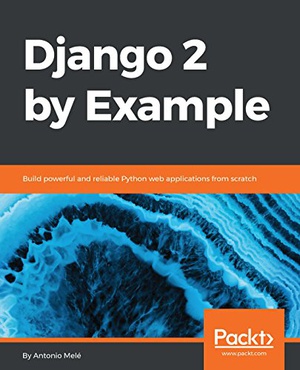 Django 2
by Example
Build powerful and reliable Python web applications from scratch
Packt>
www.packt.com
By Antonio Melé